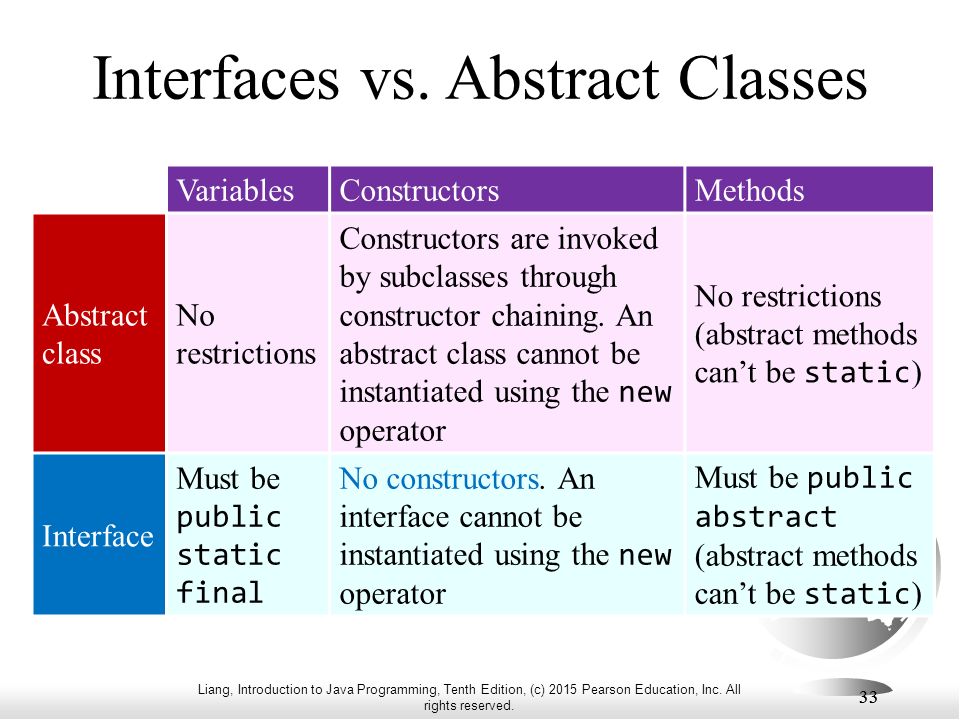 Interfaces vs. Abstract Classes
Variables
Constructors
Methods
Abstract
class
No
restrictions
Constructors are invoked
by subclasses through
constructor chaining. An
abstract class cannot be
instantiated using the new
operator
No restrictions
(abstract methods
can’t be static)
Interface
Must be
public
static
final
No constructors. An
interface cannot be
instantiated using the new
operator
Must be public
abstract
(abstract methods
can’t be static)
Liang, Introduction to Java Programming, Tenth Edition, (c) 2015 Pearson Education, Inc. All
rights reserved.
33